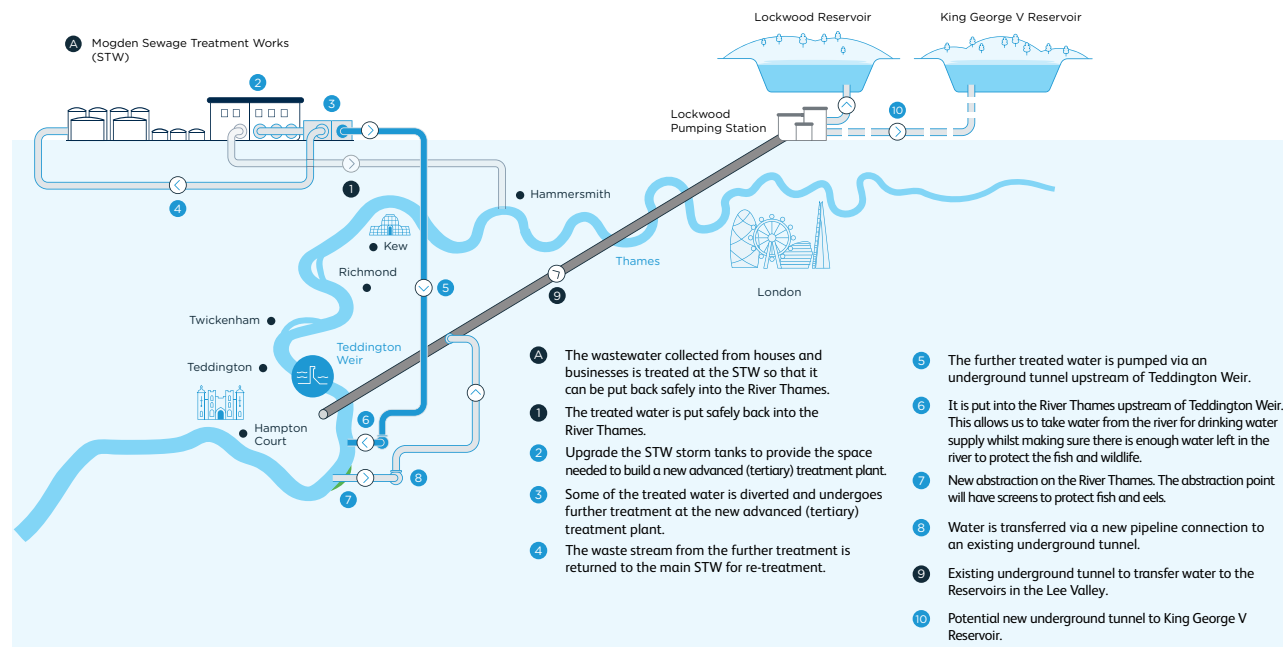 Lockwood Reservoir
King George V Reservoir
A Mogden Sewage Treatment Works
(STW)
2
3
Lockwood
Pumping Station
10
1
4
Hammersmith
Kew
Richmond
5
Thames
9
London
Twickenham
Teddington
Weir
Teddington
Hampton
Court
6
7
8
A The wastewater collected from houses and
businesses is treated at the STW so that it
can be put back safely into the River Thames.
1 The treated water is put safely back into the
River Thames.
2 Upgrade the STW storm tanks to provide the space
needed to build a new advanced (tertiary) treatment plant.
3 Some of the treated water is diverted and undergoes
further treatment at the new advanced (tertiary)
treatment plant.
4 The waste stream from the further treatment is
returned to the main STW for re-treatment.
5 The further treated water is pumped via an
underground tunnel upstream of Teddington Weir.
6 It is put into the River Thames upstream of Teddington Weir.
This allows us to take water from the river for drinking water
supply whilst making sure there is enough water left in the
river to protect the fish and wildlife.
7 New abstraction on the River Thames. The abstraction point
will have screens to protect fish and eels.
8 Water is transferred via a new pipeline connection to
an existing underground tunnel.
9 Existing underground tunnel to transfer water to the
Reservoirs in the Lee Valley.
10 Potential new underground tunnel to King George V
Reservoir.